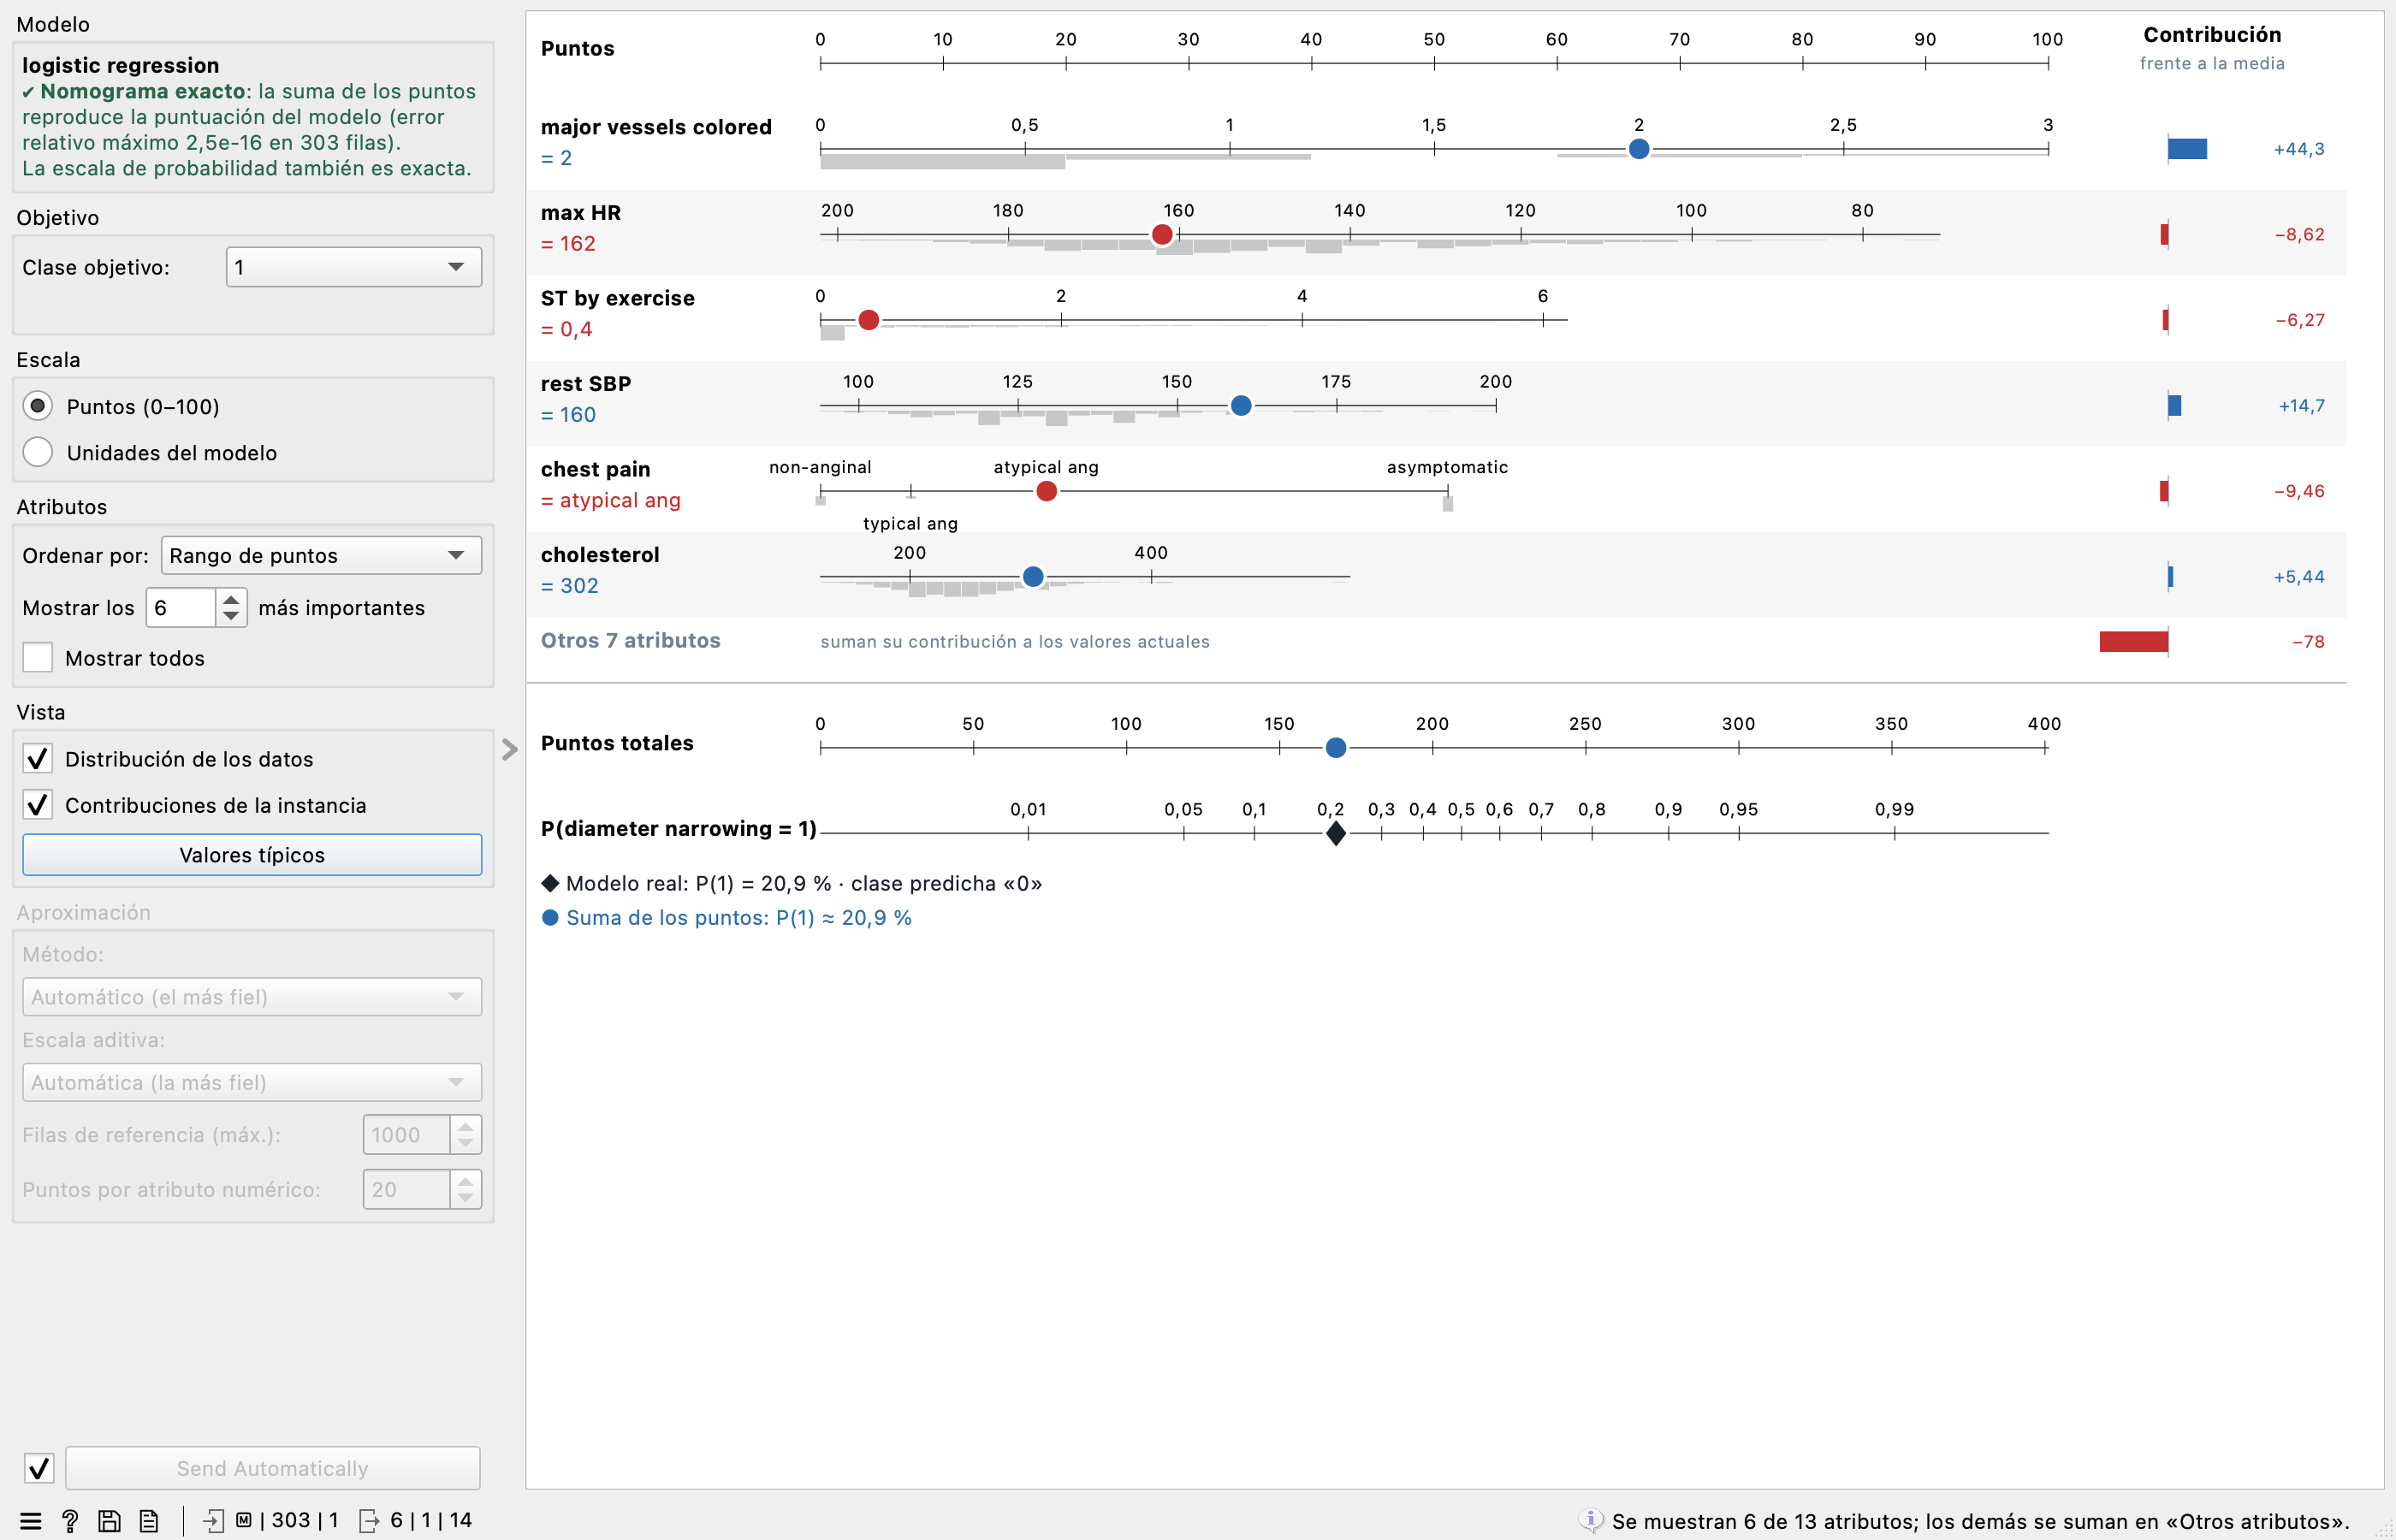 Modelo
logistic regression
✔ Nomograma exacto: la suma de los puntos
reproduce la puntuación del modelo (error
relativo máximo 2,5e-16 en 303 filas).
La escala de probabilidad también es exacta.
Objetivo
Clase objetivo: 1
Escala
Puntos (0–100)
Unidades del modelo
Atributos
Ordenar por: Rango de puntos
Mostrar los 6 más importantes
Mostrar todos
Vista
Distribución de los datos
Contribuciones de la instancia
Valores típicos
Aproximación
Método:
Automático (el más fiel)
Escala aditiva:
Automática (la más fiel)
Filas de referencia (máx.): 1000
Puntos por atributo numérico: 20
Send Automatically
| 303 | 1 6 | 1 | 14
Puntos 0 10 20 30 40 50 60 70 80 90 100
Contribución
frente a la media
major vessels colored 0 0,5 1 1,5 2 2,5 3
= 2 +44,3
max HR 200 180 160 140 120 100 80
= 162 −8,62
ST by exercise 0 2 4 6
= 0,4 −6,27
rest SBP 100 125 150 175 200
= 160 +14,7
chest pain non-anginal atypical ang asymptomatic
= atypical ang −9,46
typical ang
cholesterol 200 400
= 302 +5,44
Otros 7 atributos suman su contribución a los valores actuales −78
Puntos totales 0 50 100 150 200 250 300 350 400
P(diameter narrowing = 1) 0,01 0,05 0,1 0,2 0,3 0,4 0,5 0,6 0,7 0,8 0,9 0,95 0,99
◆ Modelo real: P(1) = 20,9 % · clase predicha «0»
● Suma de los puntos: P(1) ≈ 20,9 %
Se muestran 6 de 13 atributos; los demás se suman en «Otros atributos».